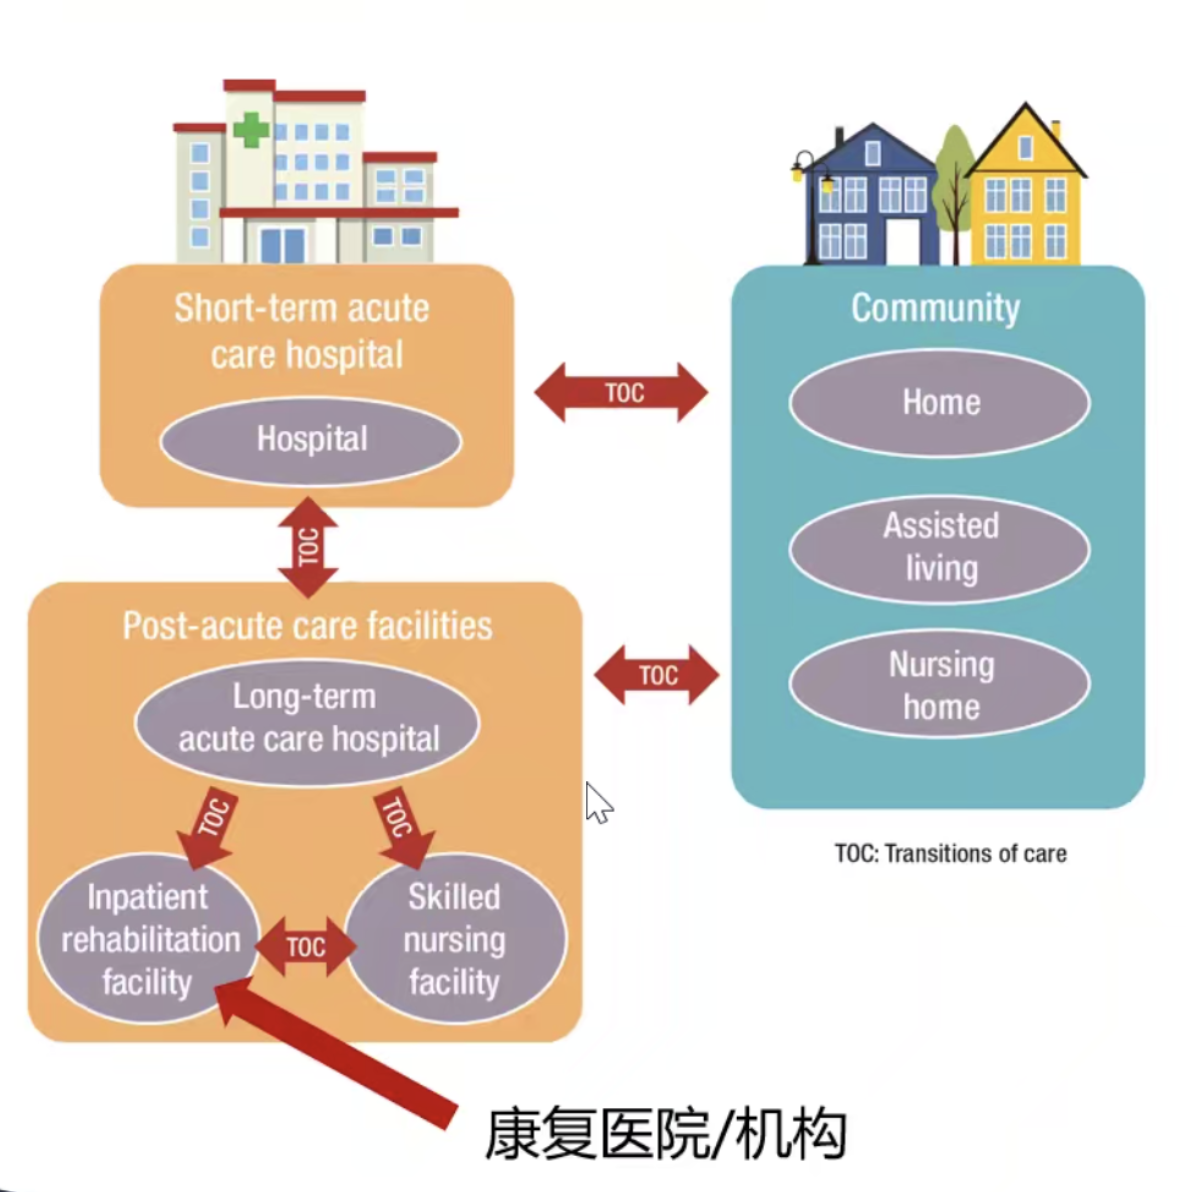 Short-term acute
care hospital
Hospital
TOC
Community
Home
Assisted
living
Nursing
home
TOC
Post-acute care facilities
Long-term
acute care hospital
TOC
TOC
TOC
Inpatient
rehabilitation
facility
TOC
Skilled
nursing
facility
TOC: Transitions of care
康复医院/机构